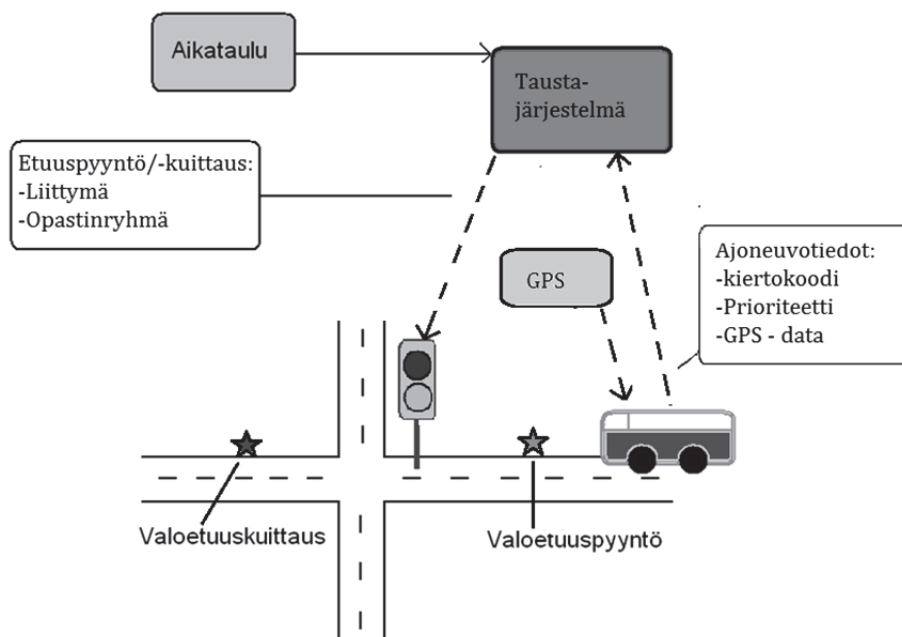 Aikataulu
Tausta-
järjestelmä
Etuuspyyntö/-kuittaus:
-Liittymä
-Opastinryhmä
GPS
Ajoneuvotiedot:
-kiertokoodi
-Prioriteetti
-GPS - data
Valoetuuskuittaus
Valoetuuspyyntö